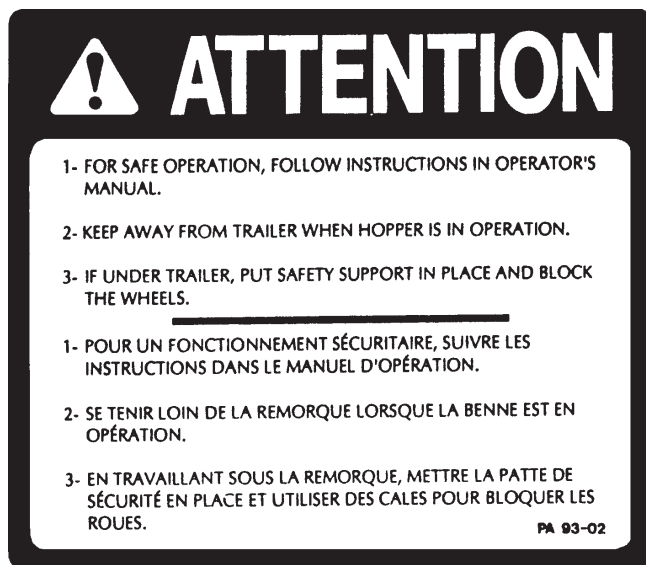 ATTENTION
1- FOR SAFE OPERATION, FOLLOW INSTRUCTIONS IN OPERATOR'S
MANUAL.
2- KEEP AWAY FROM TRAILER WHEN HOPPER IS IN OPERATION.
3- IF UNDER TRAILER, PUT SAFETY SUPPORT IN PLACE AND BLOCK
THE WHEELS.
1- POUR UN FONCTIONNEMENT SÉCURITAIRE, SUIVRE LES
INSTRUCTIONS DANS LE MANUEL D'OPÉRATION.
2- SE TENIR LOIN DE LA REMORQUE LORSQUE LA BENNE EST EN
OPÉRATION.
3- EN TRAVAILLANT SOUS LA REMORQUE, METTRE LA PATTE DE
SÉCURITÉ EN PLACE ET UTILISER DES CALES POUR BLOQUER LES
ROUES.
PA 93-02